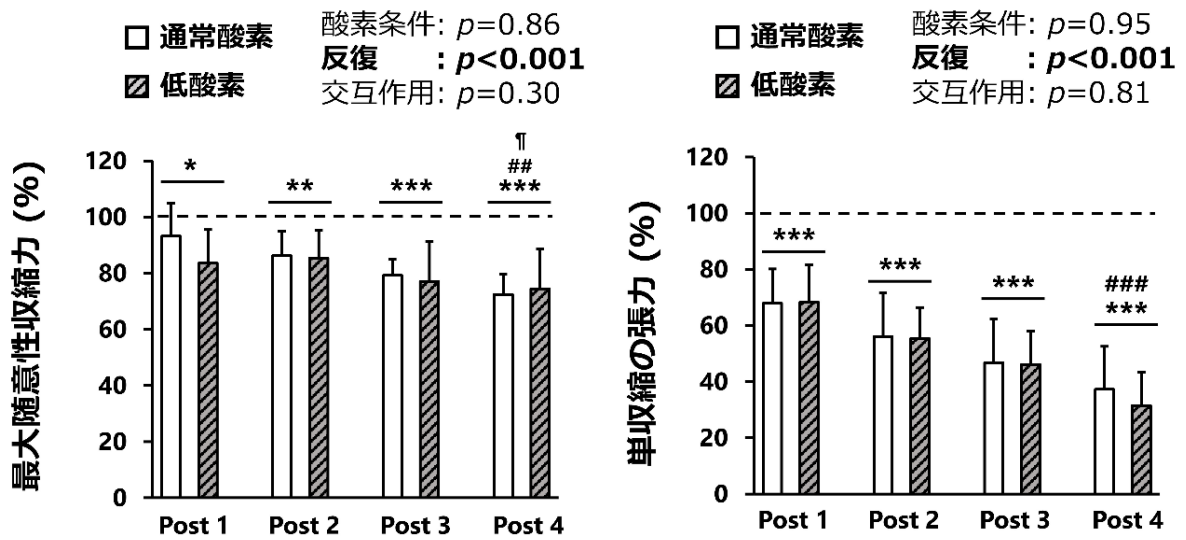 通常酸素
低酸素
酸素条件: p=0.86
反復 : p<0.001
交互作用: p=0.30
最大随意性収縮力 (%)
120
100
80
60
40
20
0
*
**
***
¶
##
***
Post 1 Post 2 Post 3 Post 4
通常酸素
低酸素
酸素条件: p=0.95
反復 : p<0.001
交互作用: p=0.81
単収縮の張力 (%)
120
100
80
60
40
20
0
***
***
***
###
***
Post 1 Post 2 Post 3 Post 4